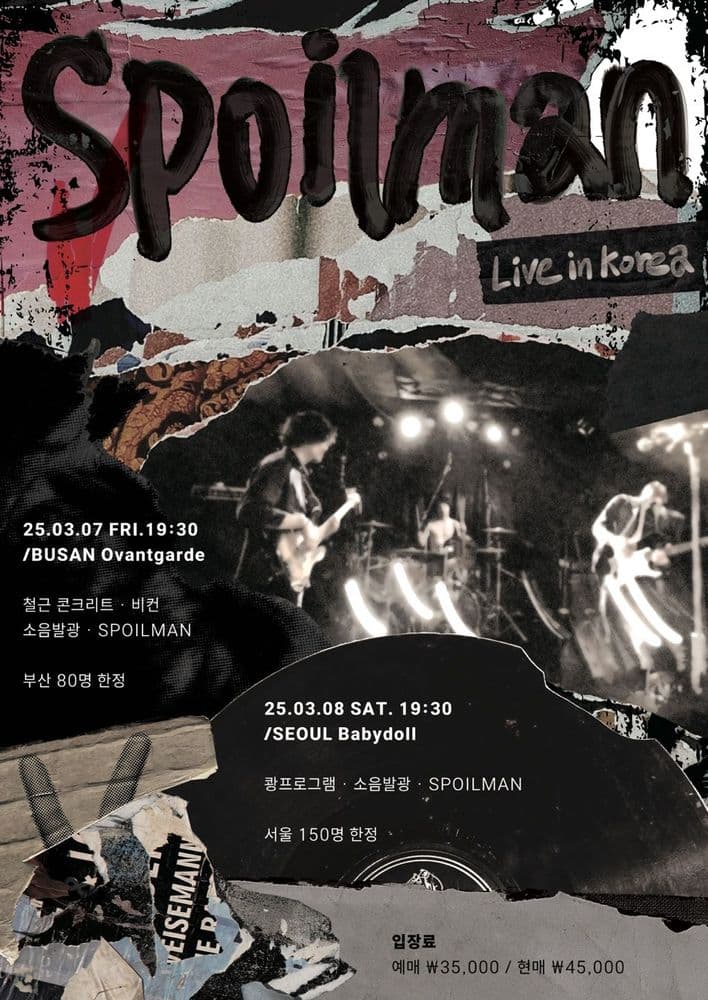 Spoilman
Live in Korea
25.03.07 FRI.19:30
/BUSAN Ovantgarde
철근 콘크리트 · 비컨
소음발광 · SPOILMAN
부산 80명 한정
25.03.08 SAT. 19:30
/SEOUL Babydoll
쾅프로그램 · 소음발광 · SPOILMAN
서울 150명 한정
EISEMANN
입장료
예매 ₩35,000 / 현매 ₩45,000